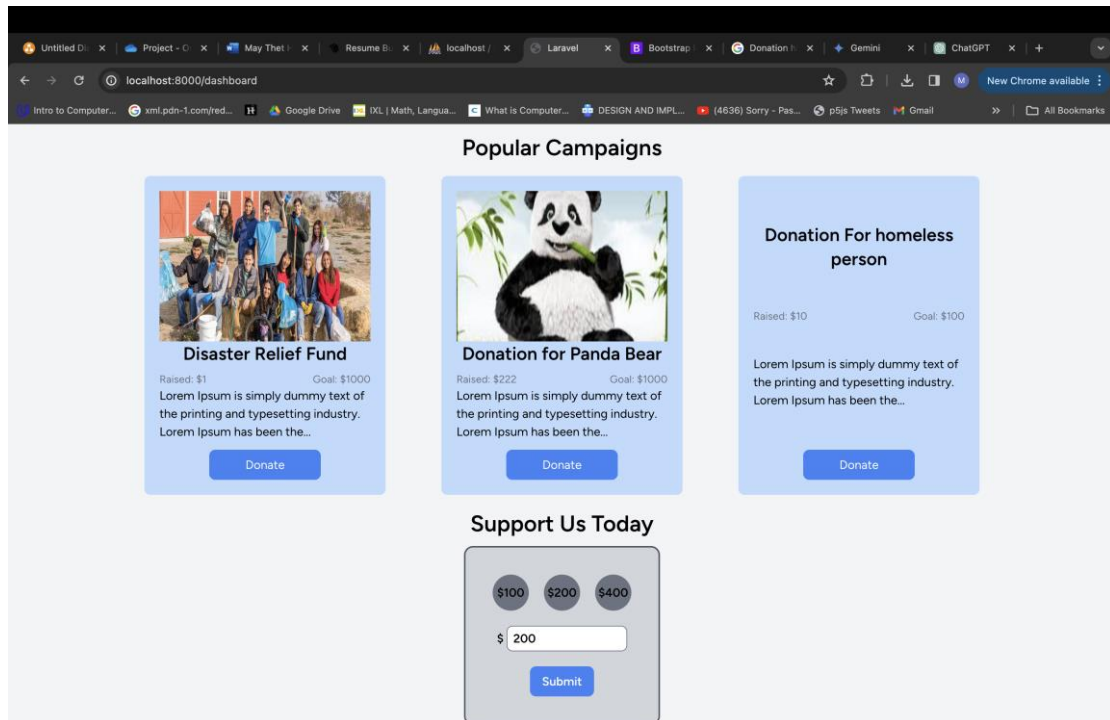 Untitled Di
Project - O
May Thet H
Resume Bu
localhost /
Laravel
Bootstrap
Donation
Gemini
ChatGPT
localhost:8000/dashboard
M
New Chrome available
Intro to Computer...
xml.pdn-1.com/red...
H
Google Drive
IXL | Math, Langua...
What is Computer...
DESIGN AND IMPL...
(4636) Sorry - Pas...
p5js Tweets
Gmail
All Bookmarks
Popular Campaigns
Disaster Relief Fund
Raised: $1 Goal: $1000
Lorem Ipsum is simply dummy text of
the printing and typesetting industry.
Lorem Ipsum has been the...
Donate
Donation for Panda Bear
Raised: $222 Goal: $1000
Lorem Ipsum is simply dummy text of
the printing and typesetting industry.
Lorem Ipsum has been the...
Donate
Donation For homeless
person
Raised: $10 Goal: $100
Lorem Ipsum is simply dummy text of
the printing and typesetting industry.
Lorem Ipsum has been the...
Donate
Support Us Today
$100 $200 $400
$ 200
Submit